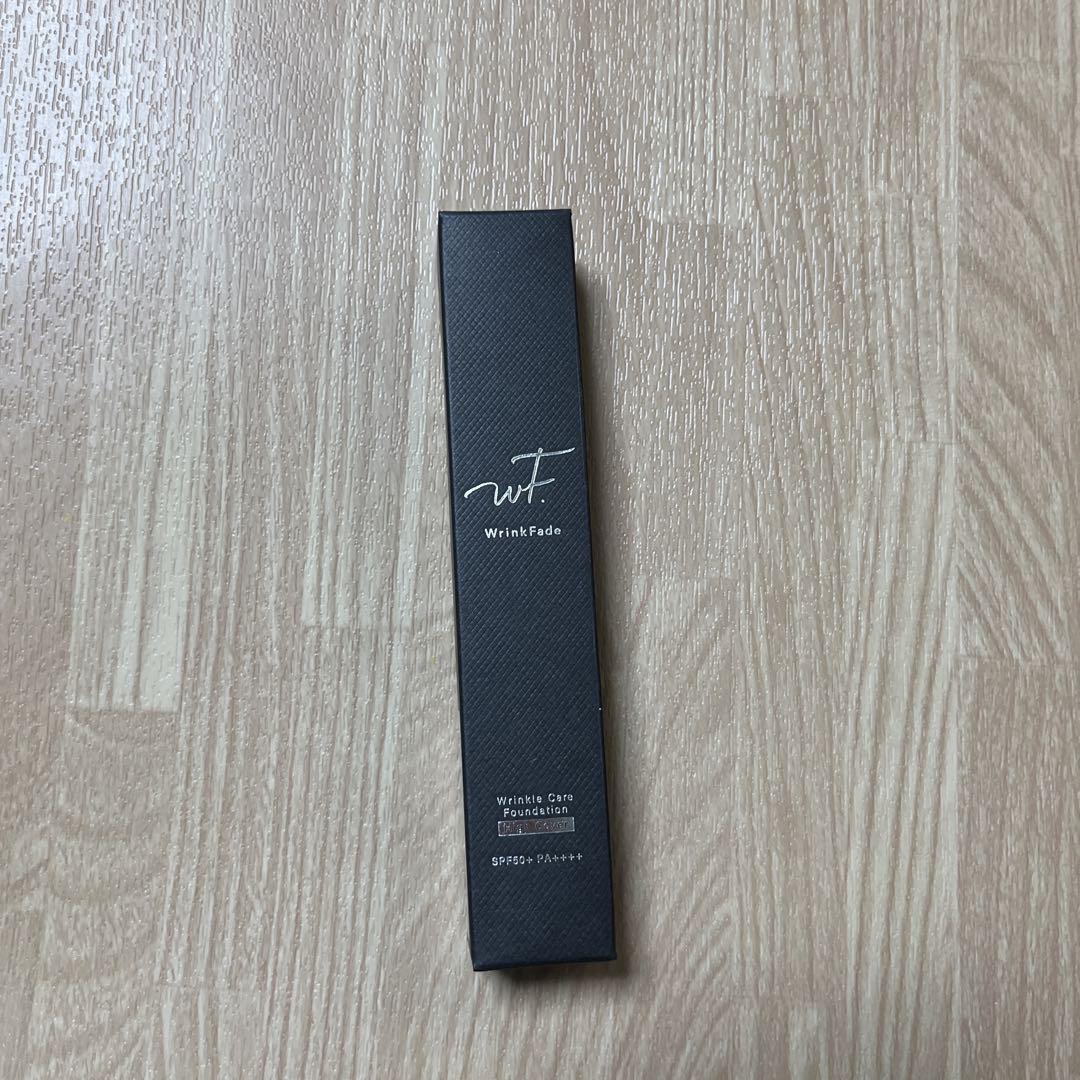 WF.
WrinkFade
Wrinkle Care
Foundation
High Cover
SPF50+ PA++++